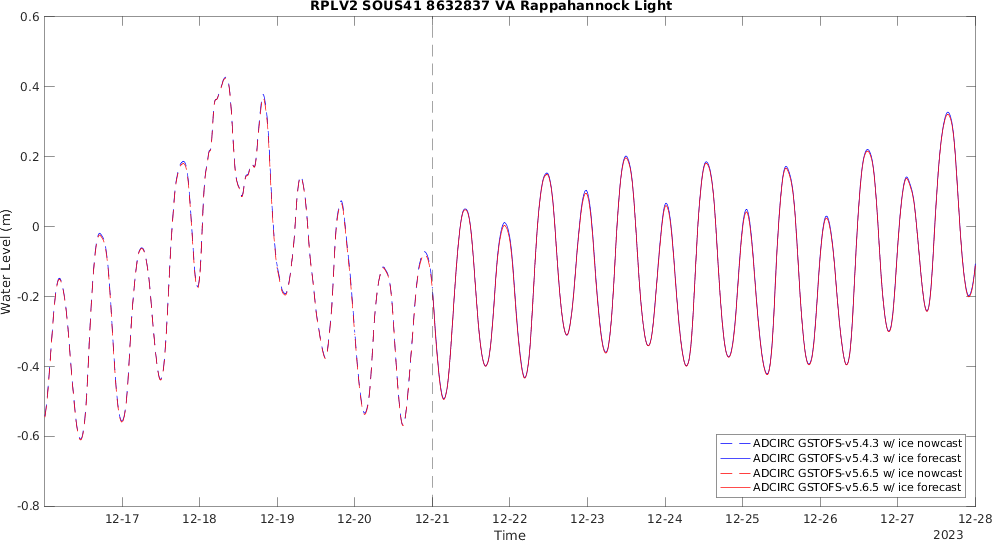 RPLV2 SOUS41 8632837 VA Rappahannock Light
0.6
0.4
0.2
0
-0.2
-0.4
-0.6
-0.8
Water Level (m)
ADCIRC GSTOFS-v5.4.3 w/ ice nowcast
ADCIRC GSTOFS-v5.4.3 w/ ice forecast
ADCIRC GSTOFS-v5.6.5 w/ ice nowcast
ADCIRC GSTOFS-v5.6.5 w/ ice forecast
12-17 12-18 12-19 12-20 12-21 12-22 12-23 12-24 12-25 12-26 12-27 12-28
Time
2023